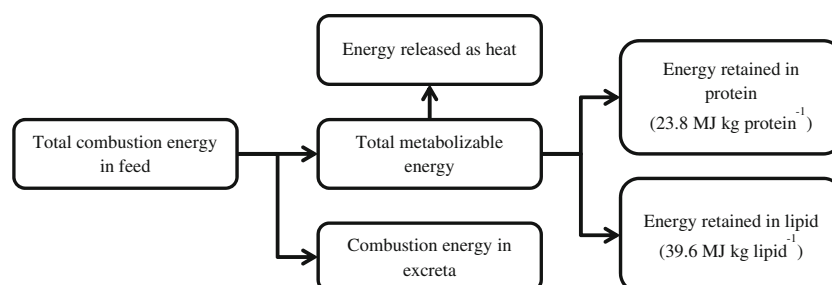 Energy released as heat
Energy retained in
protein
(23.8 MJ kg protein⁻¹)
Total combustion energy
in feed
Total metabolizable
energy
Combustion energy in
excreta
Energy retained in lipid
(39.6 MJ kg lipid⁻¹)